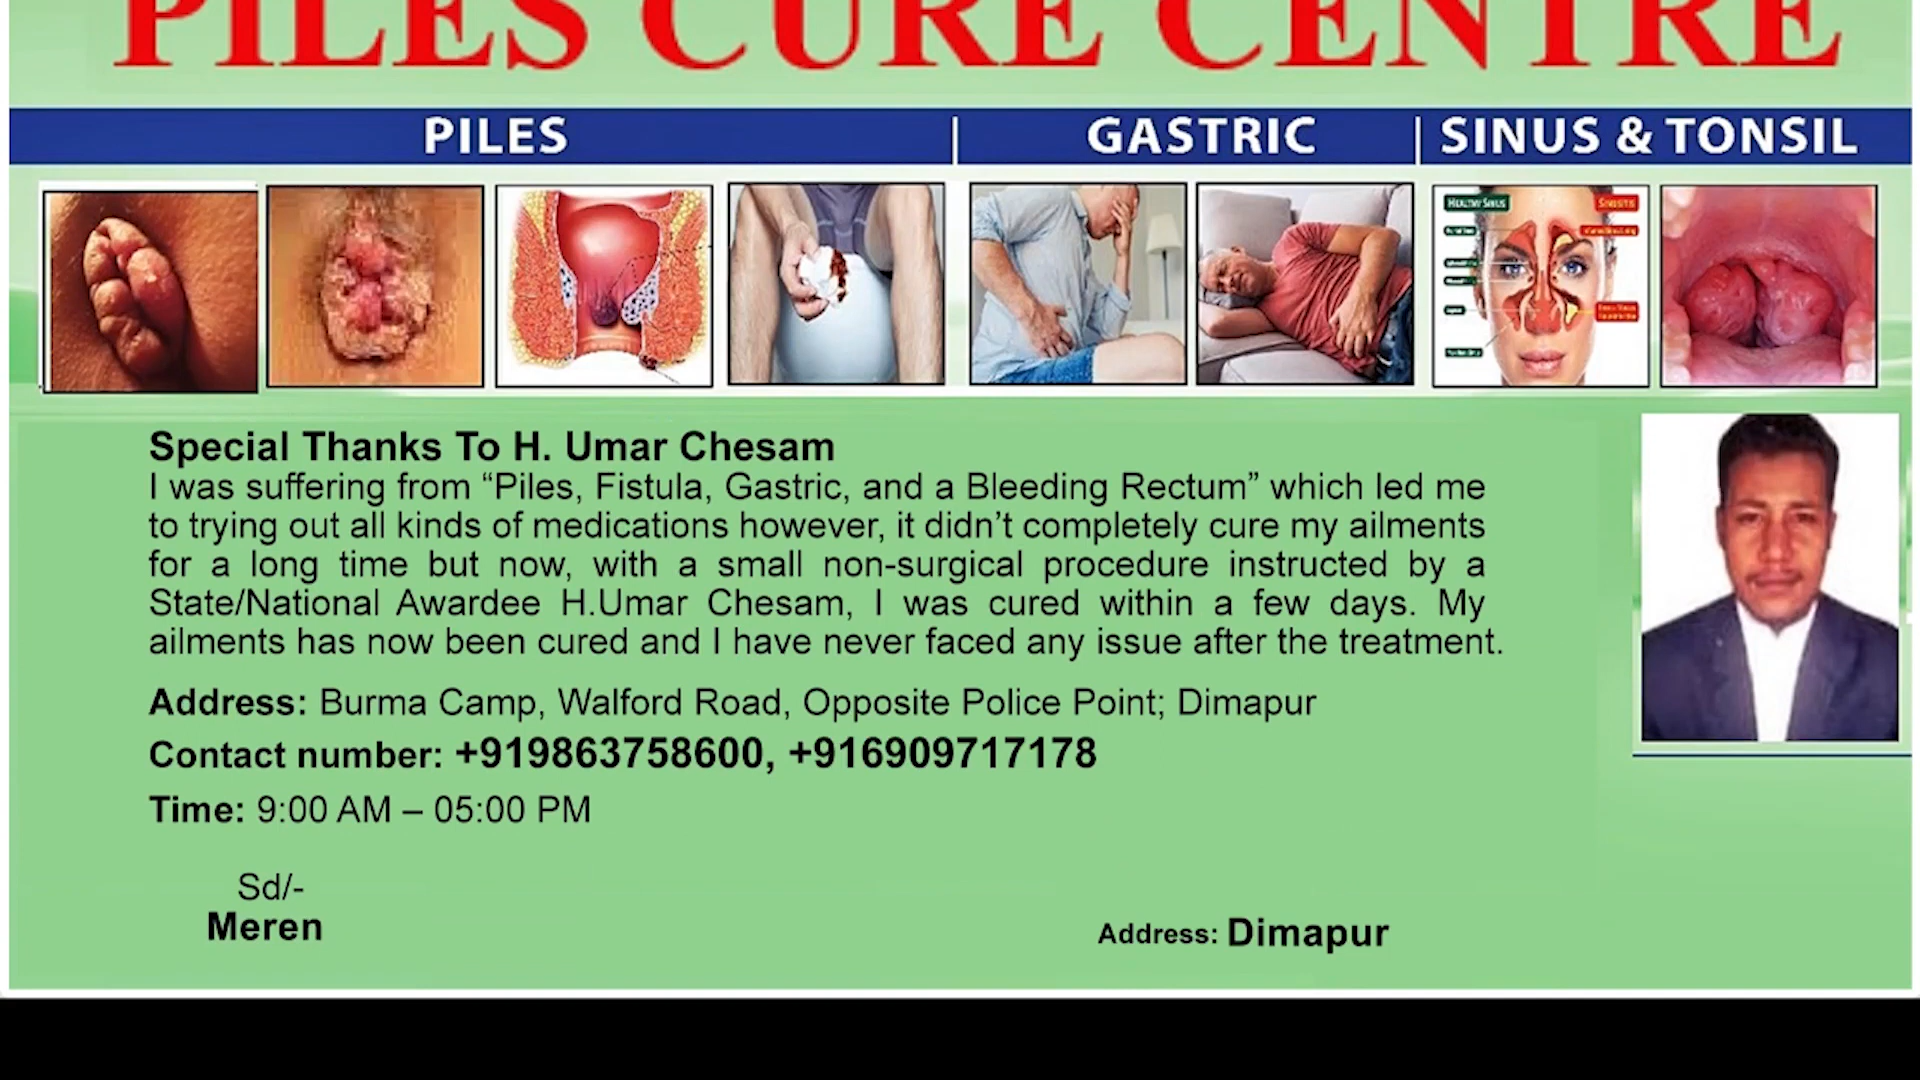 PILES CURE CENTRE
PILES | GASTRIC | SINUS & TONSIL
HEALTHY SINUS
SINUSITIS
Special Thanks To H. Umar Chesam
I was suffering from “Piles, Fistula, Gastric, and a Bleeding Rectum” which led me
to trying out all kinds of medications however, it didn’t completely cure my ailments
for a long time but now, with a small non-surgical procedure instructed by a
State/National Awardee H.Umar Chesam, I was cured within a few days. My
ailments has now been cured and I have never faced any issue after the treatment.
Address: Burma Camp, Walford Road, Opposite Police Point; Dimapur
Contact number: +919863758600, +916909717178
Time: 9:00 AM – 05:00 PM
Sd/-
Meren
Address: Dimapur